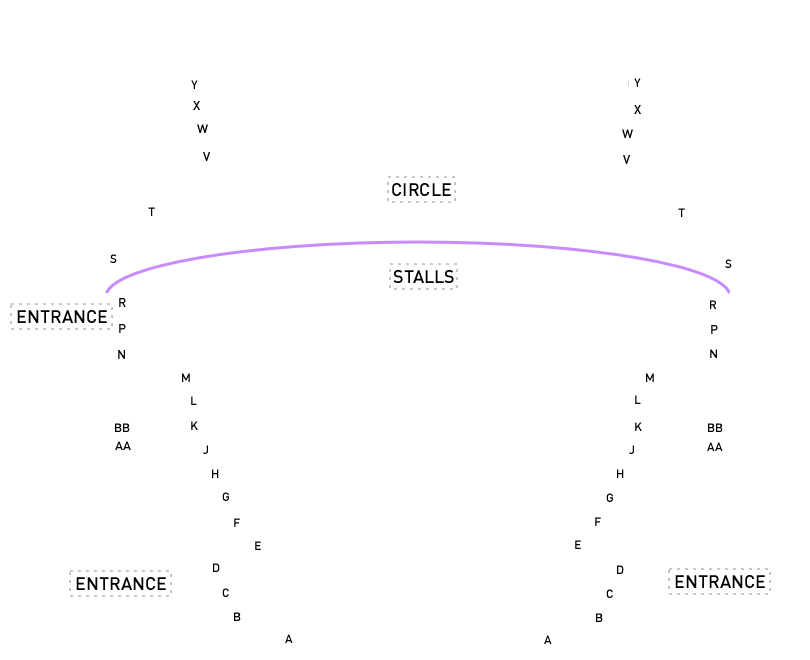 Y Y
X X
W W
V V
CIRCLE
T T
S S
STALLS
R R
ENTRANCE
P P
N N
M M
L L
K K
BB BB
AA AA
J J
H H
G G
F F
E E
D D
ENTRANCE ENTRANCE
C C
B B
A A